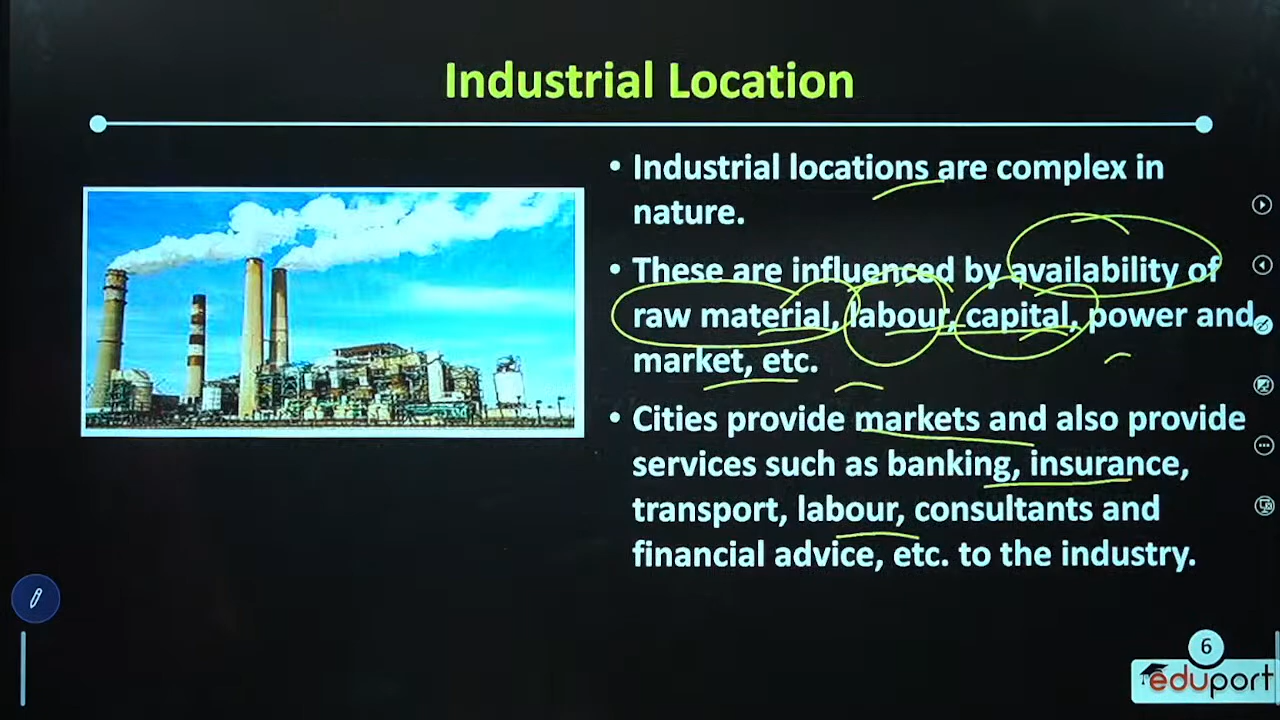 Industrial Location
• Industrial locations are complex in
nature.
• These are influenced by availability of
raw material, labour, capital, power and
market, etc.
• Cities provide markets and also provide
services such as banking, insurance,
transport, labour, consultants and
financial advice, etc. to the industry.
6
eduport